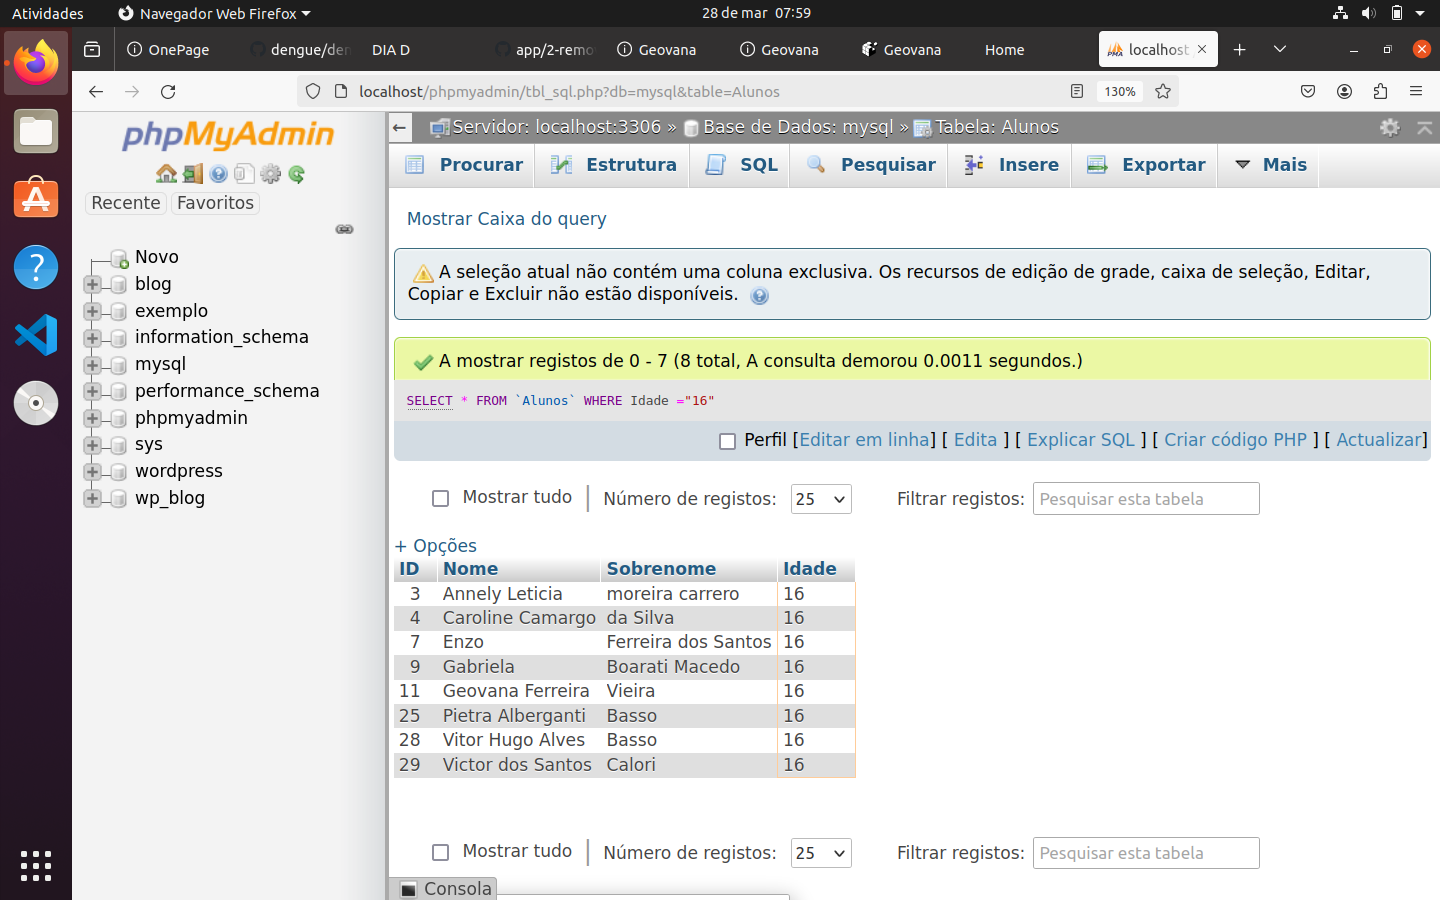 Atividades
Navegador Web Firefox
28 de mar 07:59
OnePage
dengue/den
DIA D
app/2-remo
Geovana
Geovana
Geovana
Home
localhost
localhost/phpmyadmin/tbl_sql.php?db=mysql&table=Alunos
130%
phpMyAdmin
Recente
Favoritos
Novo
blog
exemplo
information_schema
mysql
performance_schema
phpmyadmin
sys
wordpress
wp_blog
Servidor: localhost:3306 » Base de Dados: mysql » Tabela: Alunos
Procurar
Estrutura
SQL
Pesquisar
Insere
Exportar
Mais
Mostrar Caixa do query
A seleção atual não contém uma coluna exclusiva. Os recursos de edição de grade, caixa de seleção, Editar,
Copiar e Excluir não estão disponíveis.
A mostrar registos de 0 - 7 (8 total, A consulta demorou 0.0011 segundos.)
SELECT * FROM `Alunos` WHERE Idade ="16"
Perfil [Editar em linha] [ Edita ] [ Explicar SQL ] [ Criar código PHP ] [ Actualizar]
Mostrar tudo | Número de registos: 25 Filtrar registos: Pesquisar esta tabela
+ Opções
ID Nome Sobrenome Idade
3 Annely Leticia moreira carrero 16
4 Caroline Camargo da Silva 16
7 Enzo Ferreira dos Santos 16
9 Gabriela Boarati Macedo 16
11 Geovana Ferreira Vieira 16
25 Pietra Alberganti Basso 16
28 Vitor Hugo Alves Basso 16
29 Victor dos Santos Calori 16
Mostrar tudo | Número de registos: 25 Filtrar registos: Pesquisar esta tabela
Consola